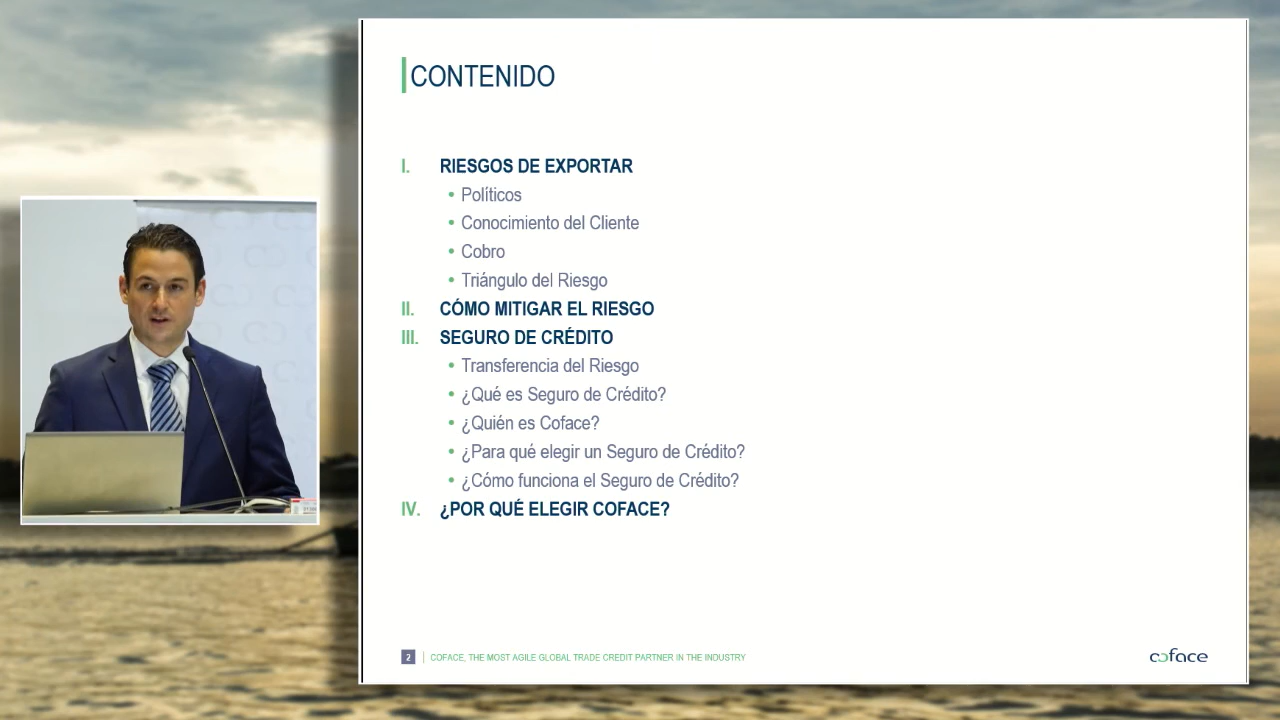 CONTENIDO
I. RIESGOS DE EXPORTAR
• Políticos
• Conocimiento del Cliente
• Cobro
• Triángulo del Riesgo
II. CÓMO MITIGAR EL RIESGO
III. SEGURO DE CRÉDITO
• Transferencia del Riesgo
• ¿Qué es Seguro de Crédito?
• ¿Quién es Coface?
• ¿Para qué elegir un Seguro de Crédito?
• ¿Cómo funciona el Seguro de Crédito?
IV. ¿POR QUÉ ELEGIR COFACE?
2 | COFACE, THE MOST AGILE GLOBAL TRADE CREDIT PARTNER IN THE INDUSTRY
coface